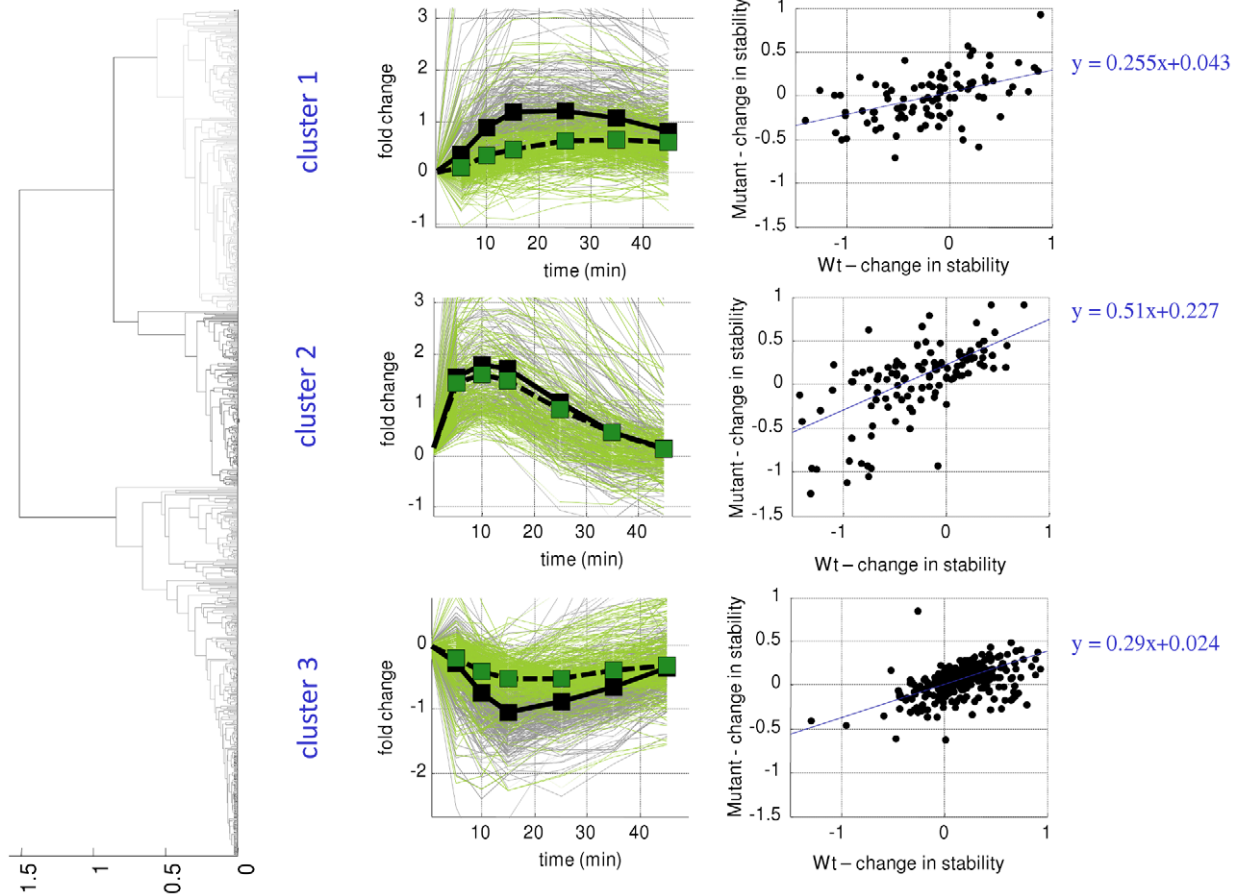 cluster 1
fold change
3
2
1
0
-1
10 20 30 40
time (min)
Mutant - change in stability
1
0.5
0
-0.5
-1
-1.5
-1 0 1
Wt – change in stability
y = 0.255x+0.043
cluster 2
fold change
3
2
1
0
-1
10 20 30 40
time (min)
Mutant - change in stability
1
0.5
0
-0.5
-1
-1.5
-1 0 1
Wt – change in stability
y = 0.51x+0.227
cluster 3
fold change
0
-1
-2
10 20 30 40
time (min)
Mutant - change in stability
1
0.5
0
-0.5
-1
-1.5
-1 0 1
Wt – change in stability
y = 0.29x+0.024
1.5 1 0.5 0